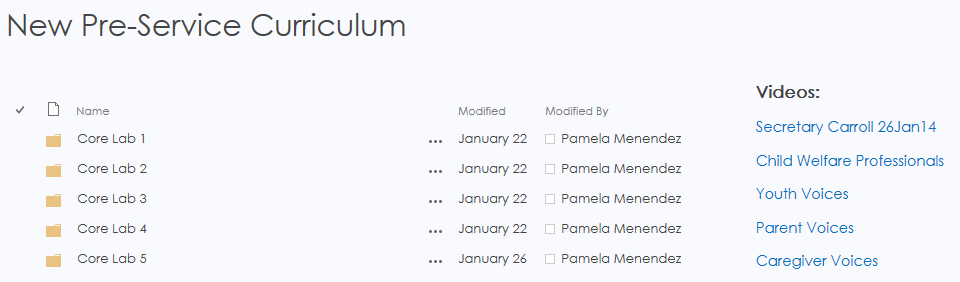 New Pre-Service Curriculum
Name Modified Modified By
Core Lab 1 ... January 22 Pamela Menendez
Core Lab 2 ... January 22 Pamela Menendez
Core Lab 3 ... January 22 Pamela Menendez
Core Lab 4 ... January 22 Pamela Menendez
Core Lab 5 ... January 26 Pamela Menendez
Videos:
Secretary Carroll 26Jan14
Child Welfare Professionals
Youth Voices
Parent Voices
Caregiver Voices